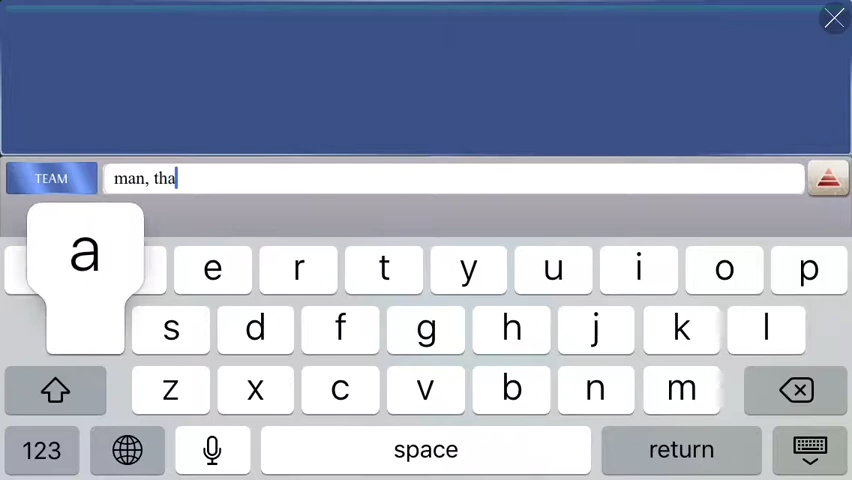 TEAM man, tha
a e r t y u i o p
s d f g h j k l
z x c v b n m
123 space return